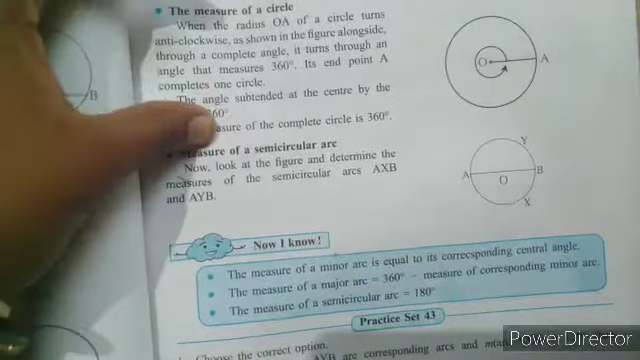 • The measure of a circle
When the radius OA of a circle turns
anti-clockwise, as shown in the figure alongside,
through a complete angle, it turns through an
angle that measures 360°. Its end point A
completes one circle.
The angle subtended at the centre by the
60°
asure of the complete circle is 360°.
Measure of a semicircular arc
Now, look at the figure and determine the
measures of the semicircular arcs AXB
and AYB.
O
A
Y
A
B
O
X
B
Now I know!
• The measure of a minor arc is equal to its correcsponding central angle.
• The measure of a major arc = 360° - measure of corresponding minor arc.
• The measure of a semicircular arc = 180°
Practice Set 43
Choose the correct option.
AYB are corresponding arcs and m(
PowerDirector